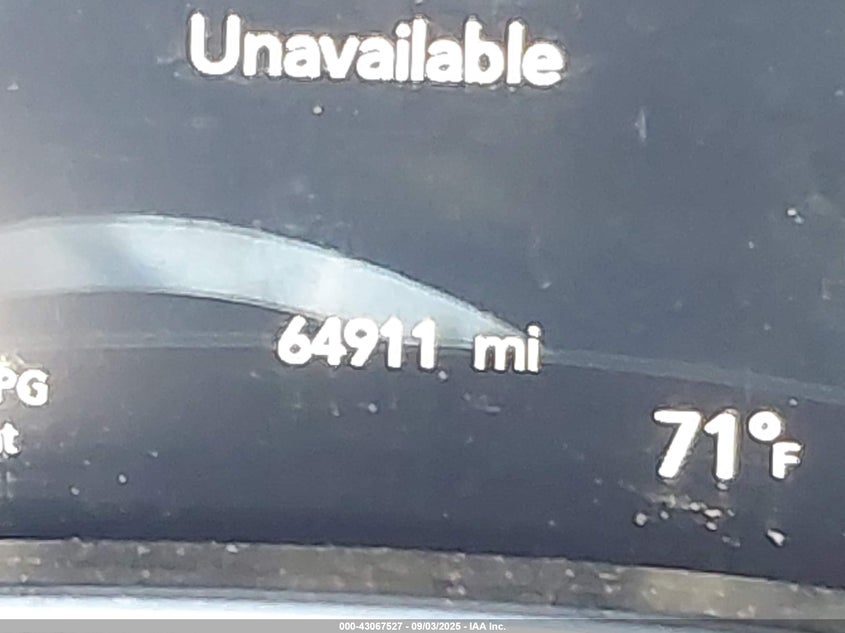 Unavailable
64911 mi
PG
71°F
000-43067527 - 09/03/2025 - IAA Inc.